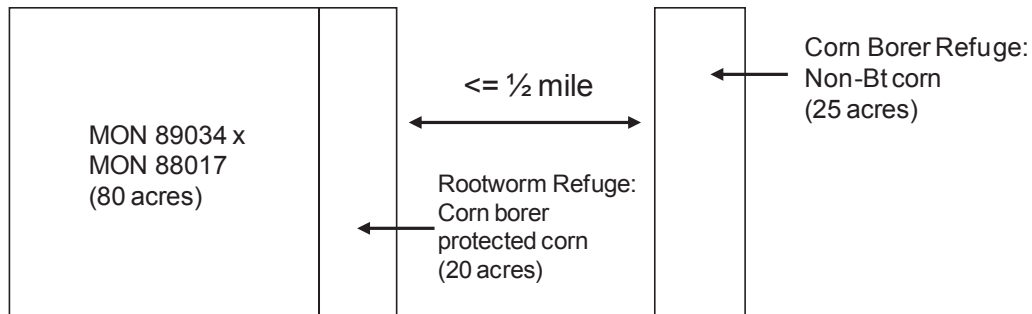 MON 89034 x
MON 88017
(80 acres)
<= ½ mile
Rootworm Refuge:
Corn borer
protected corn
(20 acres)
Corn Borer Refuge:
Non-Bt corn
(25 acres)